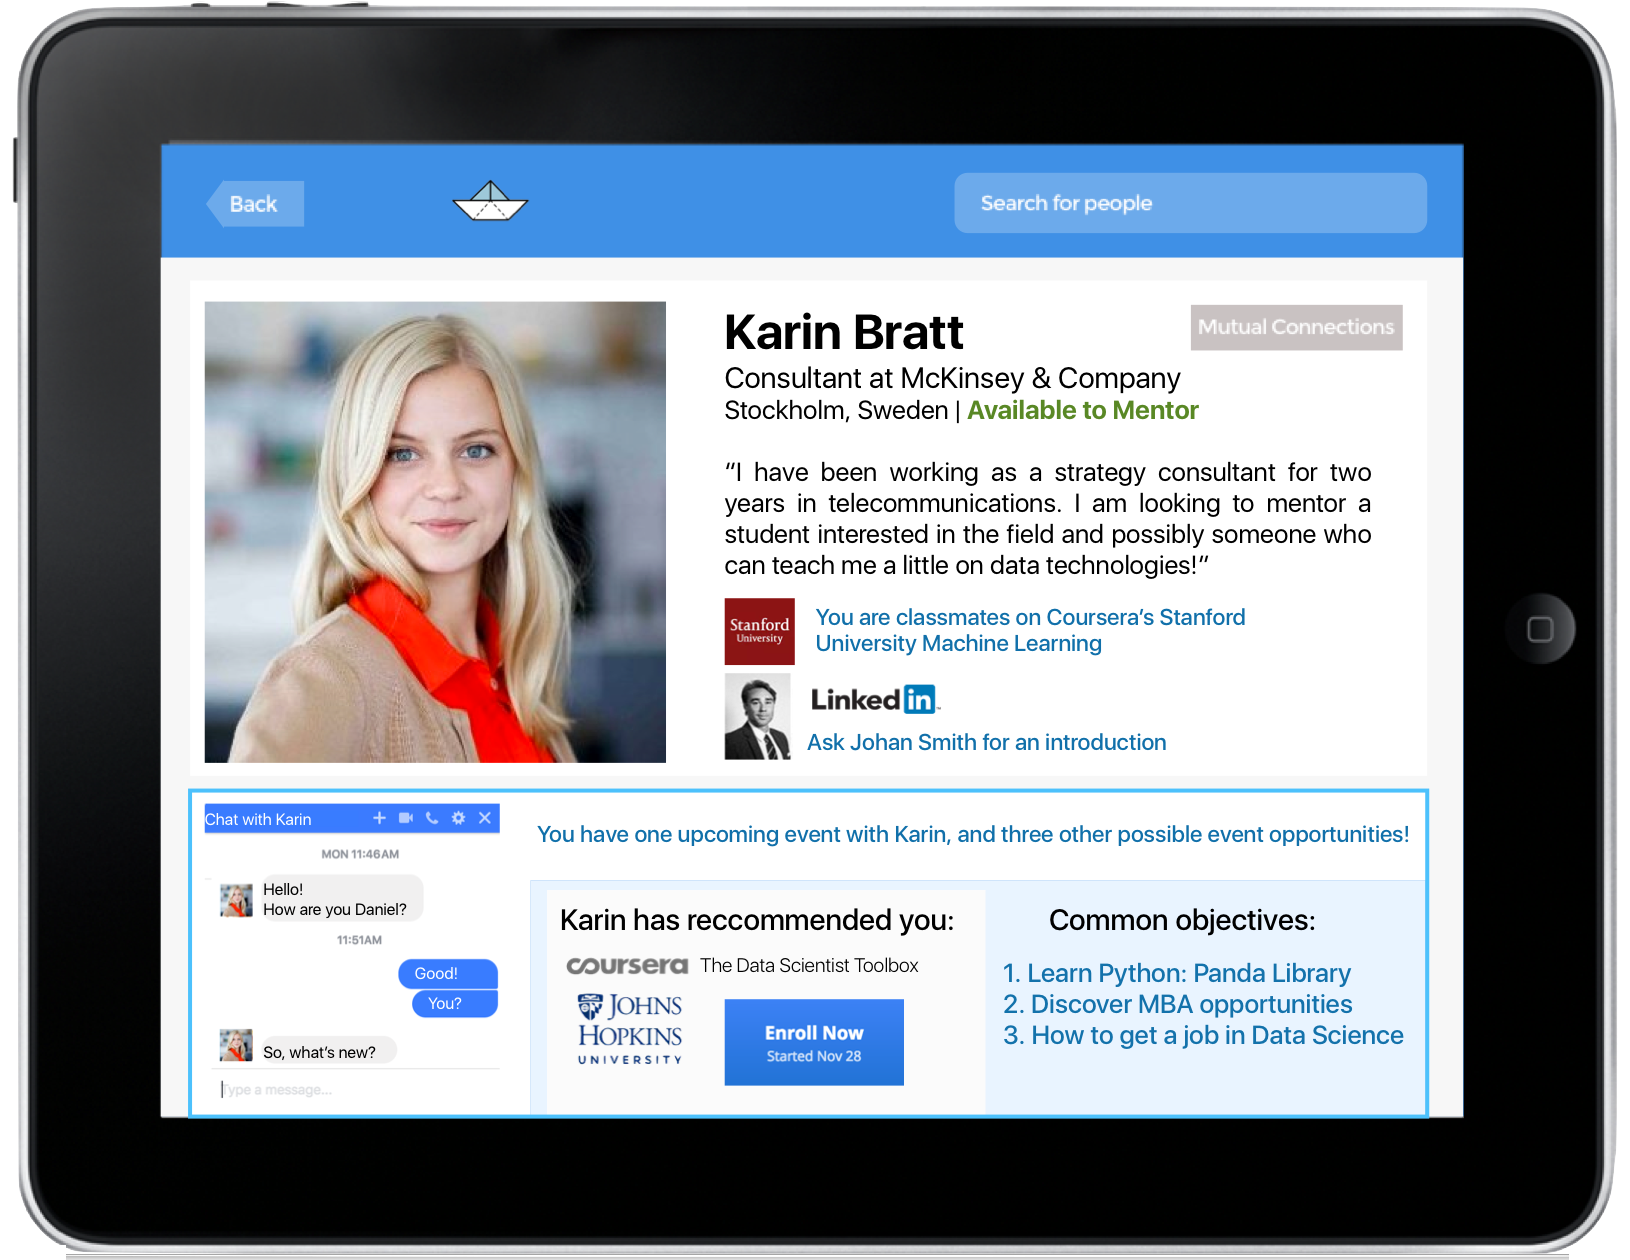 Back
Search for people
Karin Bratt
Mutual Connections
Consultant at McKinsey & Company
Stockholm, Sweden | Available to Mentor
“I have been working as a strategy consultant for two
years in telecommunications. I am looking to mentor a
student interested in the field and possibly someone who
can teach me a little on data technologies!”
Stanford
University
You are classmates on Coursera’s Stanford
University Machine Learning
Linked in
Ask Johan Smith for an introduction
Chat with Karin
MON 11:46AM
Hello!
How are you Daniel?
11:51AM
Good!
You?
So, what’s new?
Type a message...
You have one upcoming event with Karin, and three other possible event opportunities!
Karin has reccommended you:
coursera The Data Scientist Toolbox
JOHNS
HOPKINS
UNIVERSITY
Enroll Now
Started Nov 28
Common objectives:
1. Learn Python: Panda Library
2. Discover MBA opportunities
3. How to get a job in Data Science